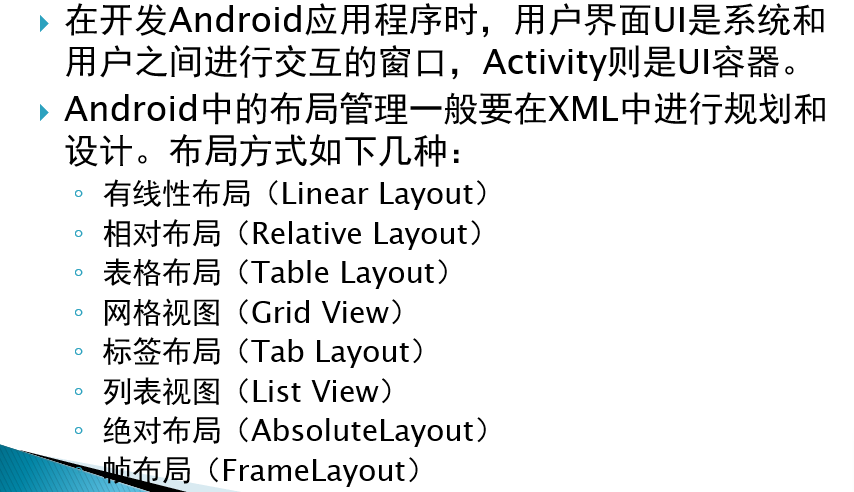 在开发Android应用程序时，用户界面UI是系统和
用户之间进行交互的窗口，Activity则是UI容器。
Android中的布局管理一般要在XML中进行规划和
设计。布局方式如下几种：
有线性布局（Linear Layout）
相对布局（Relative Layout）
表格布局（Table Layout）
网格视图（Grid View）
标签布局（Tab Layout）
列表视图（List View）
绝对布局（AbsoluteLayout）
帧布局（FrameLayout）